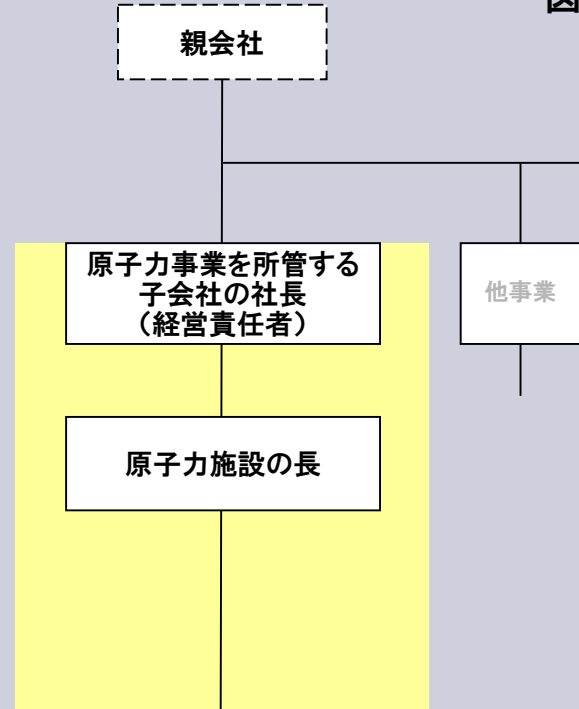 図
親会社
原子力事業を所管する
子会社の社長
（経営責任者）
他事業
原子力施設の長